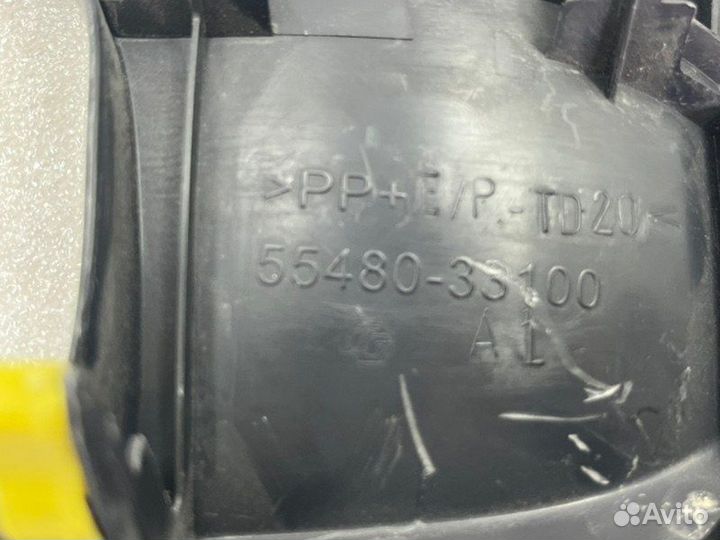 >PP+E/P-TD20<
55480-33100
A1
Avito